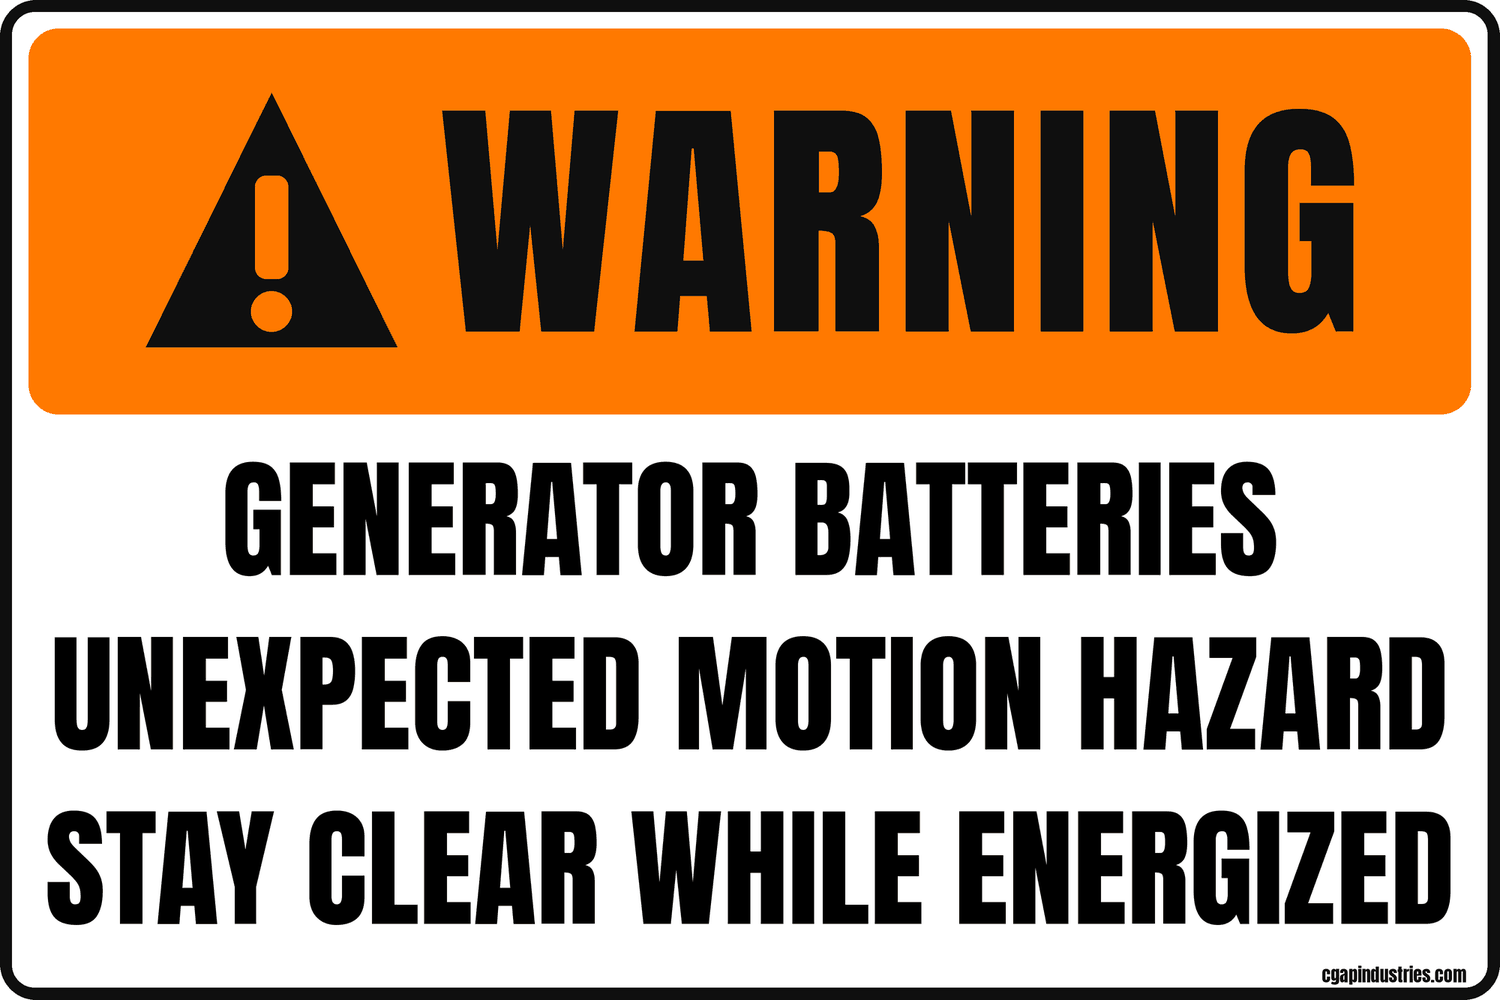 WARNING
GENERATOR BATTERIES
UNEXPECTED MOTION HAZARD
STAY CLEAR WHILE ENERGIZED
cgapindustries.com